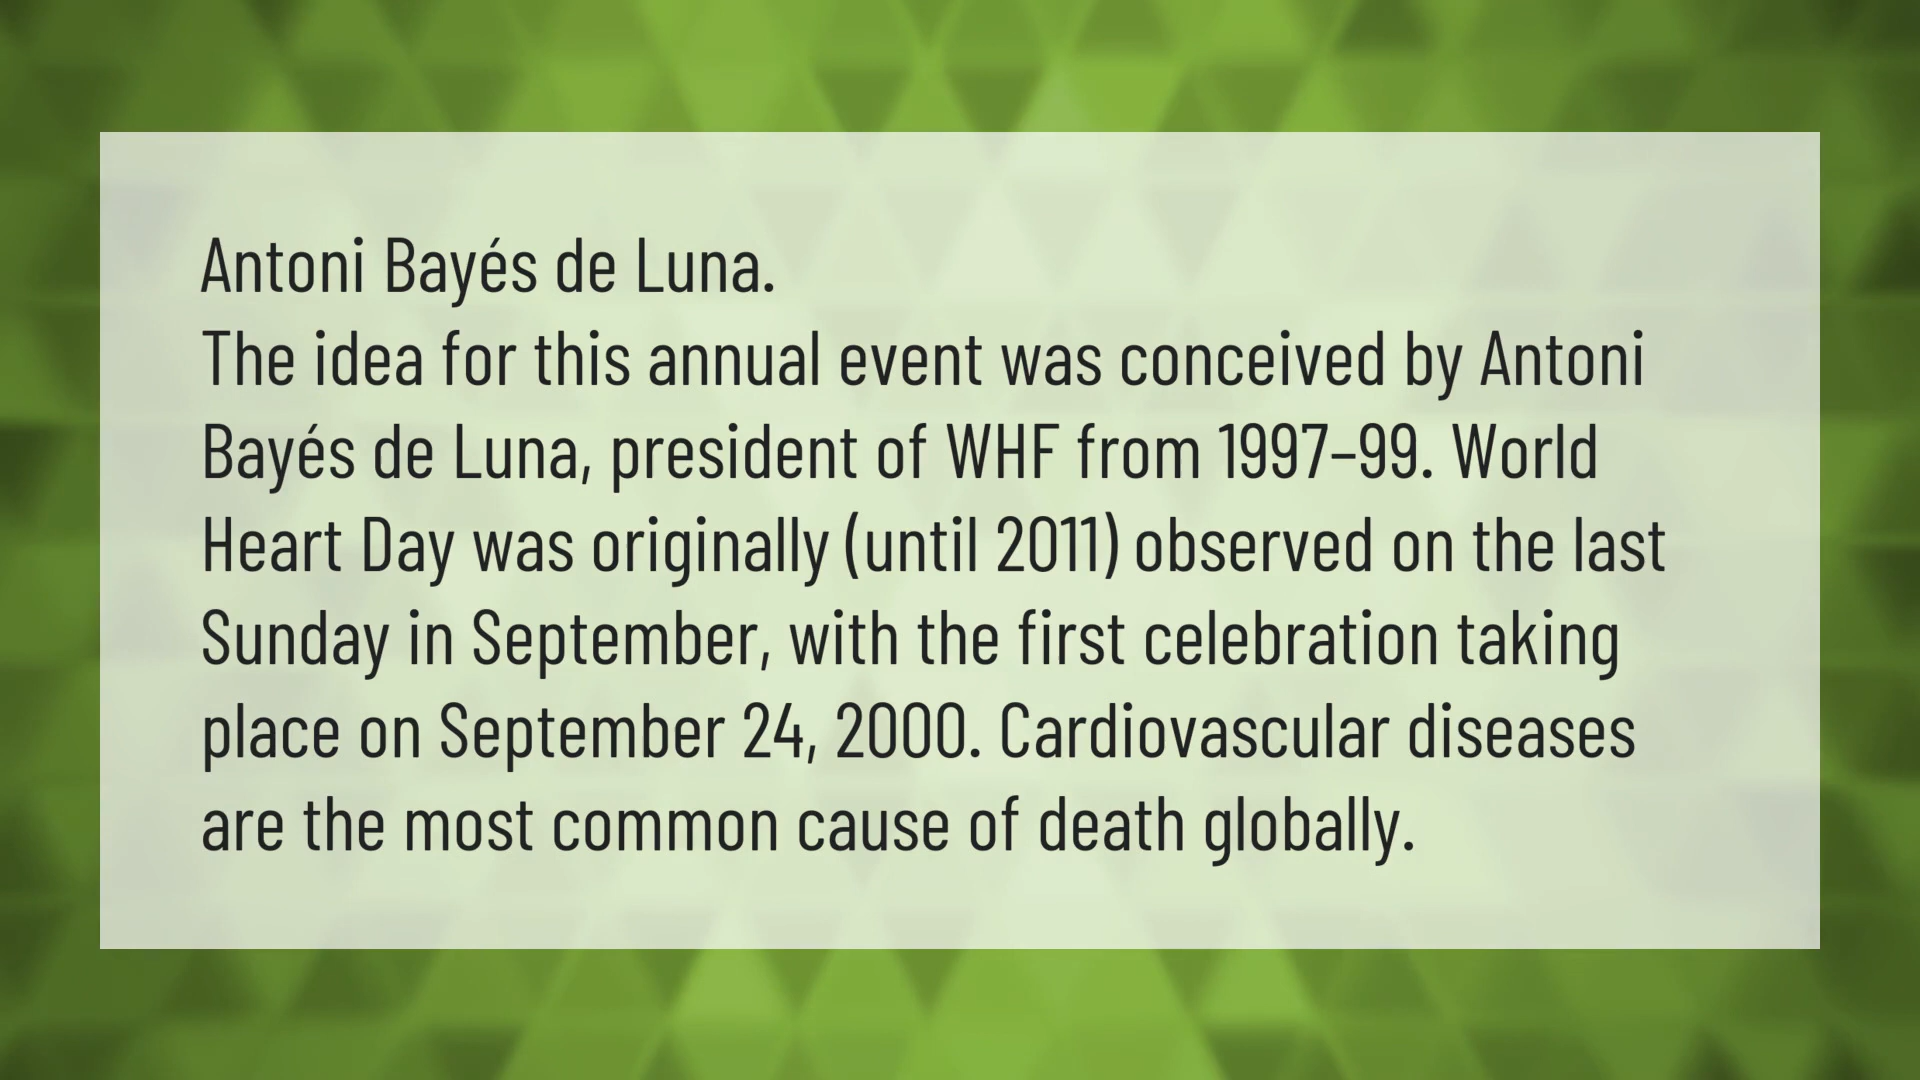 Antoni Bayés de Luna.
The idea for this annual event was conceived by Antoni
Bayés de Luna, president of WHF from 1997–99. World
Heart Day was originally (until 2011) observed on the last
Sunday in September, with the first celebration taking
place on September 24, 2000. Cardiovascular diseases
are the most common cause of death globally.